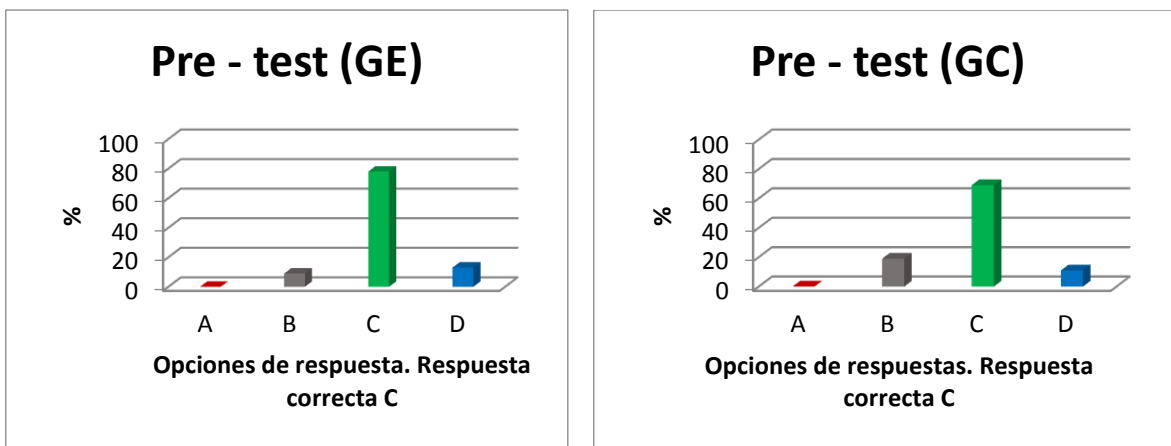 Pre - test (GE)
100
80
60
40
20
0
%
A B C D
Opciones de respuesta. Respuesta
correcta C
Pre - test (GC)
100
80
60
40
20
0
%
A B C D
Opciones de respuestas. Respuesta
correcta C